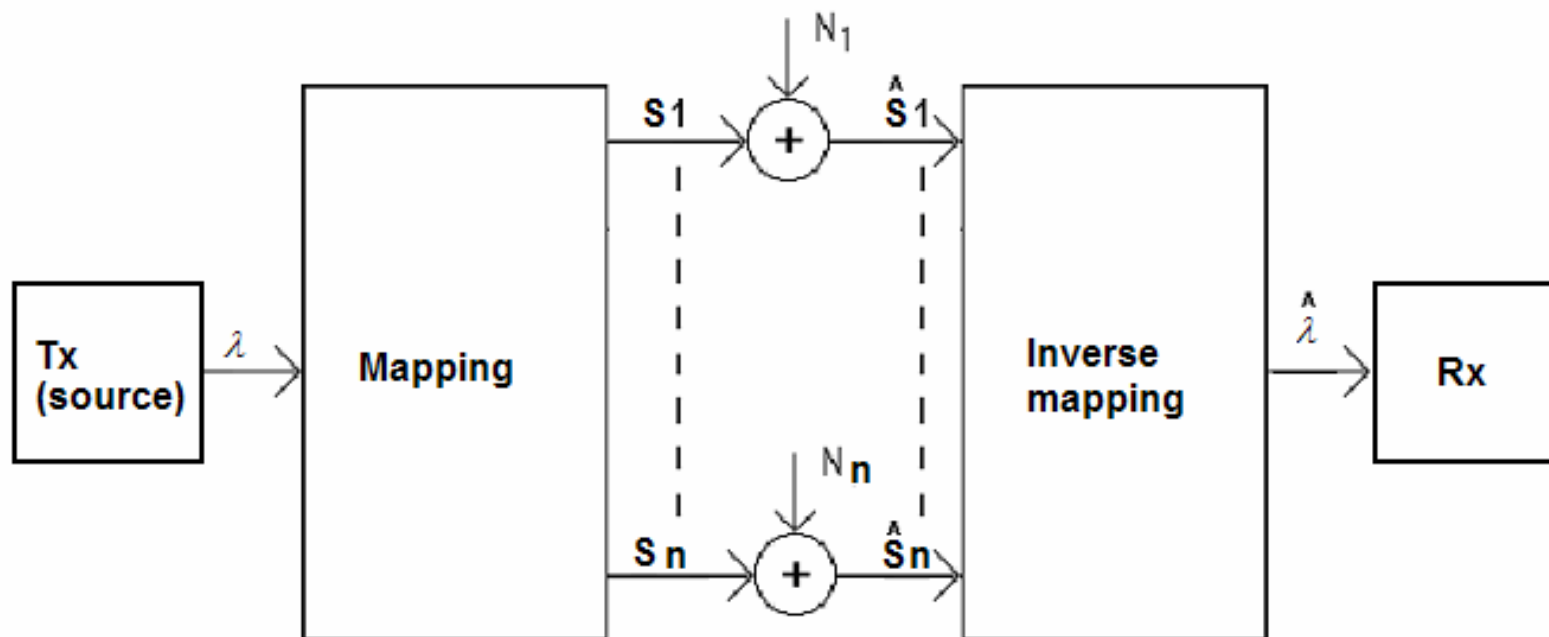 N₁
S1
Ŝ1
Tx
(source)
λ
Mapping
Inverse
mapping
λ̂
Rx
Nn
Sn
Ŝn